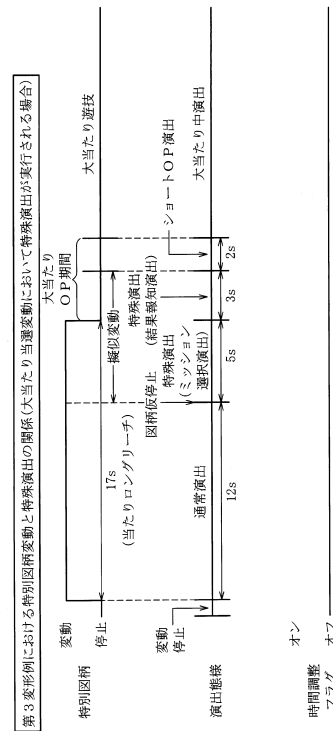 第3変形例における特別図柄変動と特殊演出の関係(大当たり当選変動において特殊演出が実行される場合)
大当たり
OP期間
変動
特別図柄
停止
17s
(当たりロングリーチ)
擬似変動
大当たり遊技
図柄仮停止
特殊演出
(ミッション
選択演出)
特殊演出
(結果報知演出)
ショートOP演出
変動
停止
演出態様
通常演出
大当たり中演出
12s
5s
3s
2s
オン
時間調整
フラグ
オフ